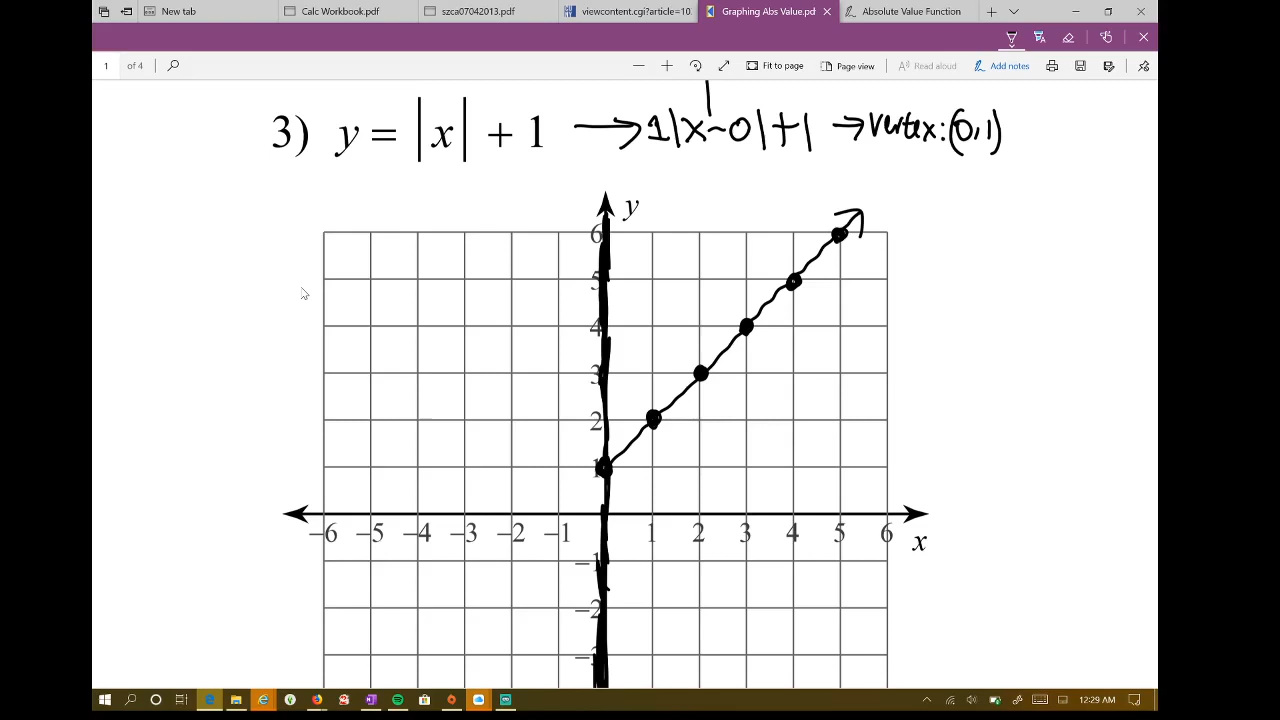 New tab
Calc Workbook.pdf
szca07042013.pdf
viewcontent.cgi?article=10.
Graphing Abs Value.pd
Absolute Value Function
1 of 4
Fit to page
Page view
Read aloud
Add notes
3) y = |x| + 1 → 1|x-0|+1 → vertex: (0,1)
y
6
5
4
3
2
1
-6 -5 -4 -3 -2 -1 1 2 3 4 5 6
x
-1
-2
-3
12:29 AM